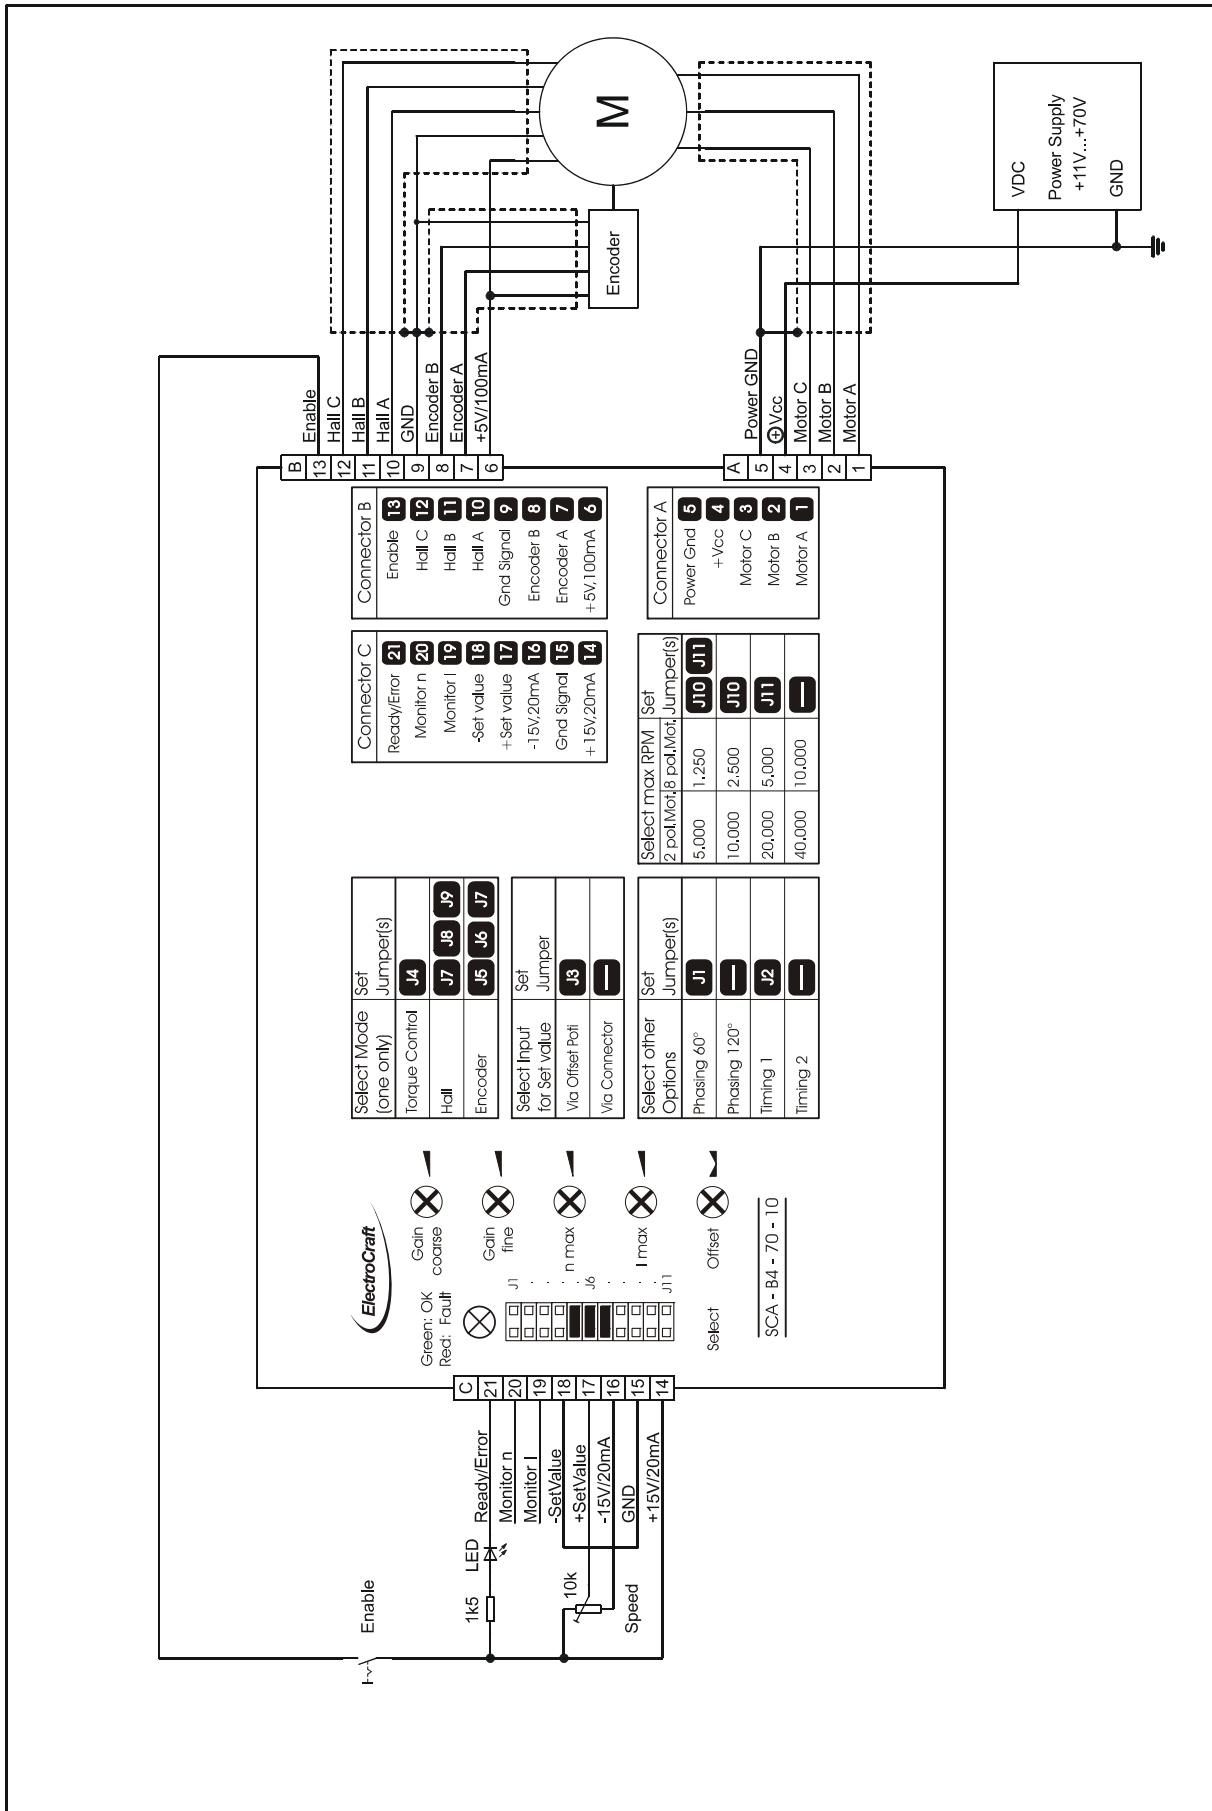 M
Encoder
VDC
Power Supply
+11V...+70V
GND
Enable
Hall C
Hall B
Hall A
GND
Encoder B
Encoder A
+5V/100mA
Power GND
+Vcc
Motor C
Motor B
Motor A
B 13 12 11 10 9 8 7 6
A 5 4 3 2 1
Connector B
Enable 13
Hall C 12
Hall B 11
Hall A 10
Gnd Signal 9
Encoder B 8
Encoder A 7
+5V,100mA 6
Connector A
Power Gnd 5
+Vcc 4
Motor C 3
Motor B 2
Motor A 1
Connector C
Ready/Error 21
Monitor n 20
Monitor I 19
-Set value 18
+Set value 17
-15V,20mA 16
Gnd Signal 15
+15V,20mA 14
Select max RPM Set
2 pol.Mot. 8 pol.Mot. Jumper(s)
5.000 1.250 J10 J11
10.000 2.500 J10
20.000 5.000 J11
40.000 10.000 —
Select Mode Set
(one only) Jumper(s)
Torque Control J4
Hall J7 J8 J9
Encoder J5 J6 J7
Select Input Set
for Set value Jumper
Via Offset Poti J3
Via Connector —
Select other Set
Options Jumper(s)
Phasing 60° J1
Phasing 120° —
Timing 1 J2
Timing 2 —
ElectroCraft
Green: OK
Red: Fault
Gain
coarse
Gain
fine
n max
I max
Offset
J1 . . . . J6 . . . . J11
Select
SCA - B4 - 70 - 10
C 21 20 19 18 17 16 15 14
Ready/Error
Monitor n
Monitor I
-SetValue
+SetValue
-15V/20mA
GND
+15V/20mA
LED
1k5
10k
Speed
Enable